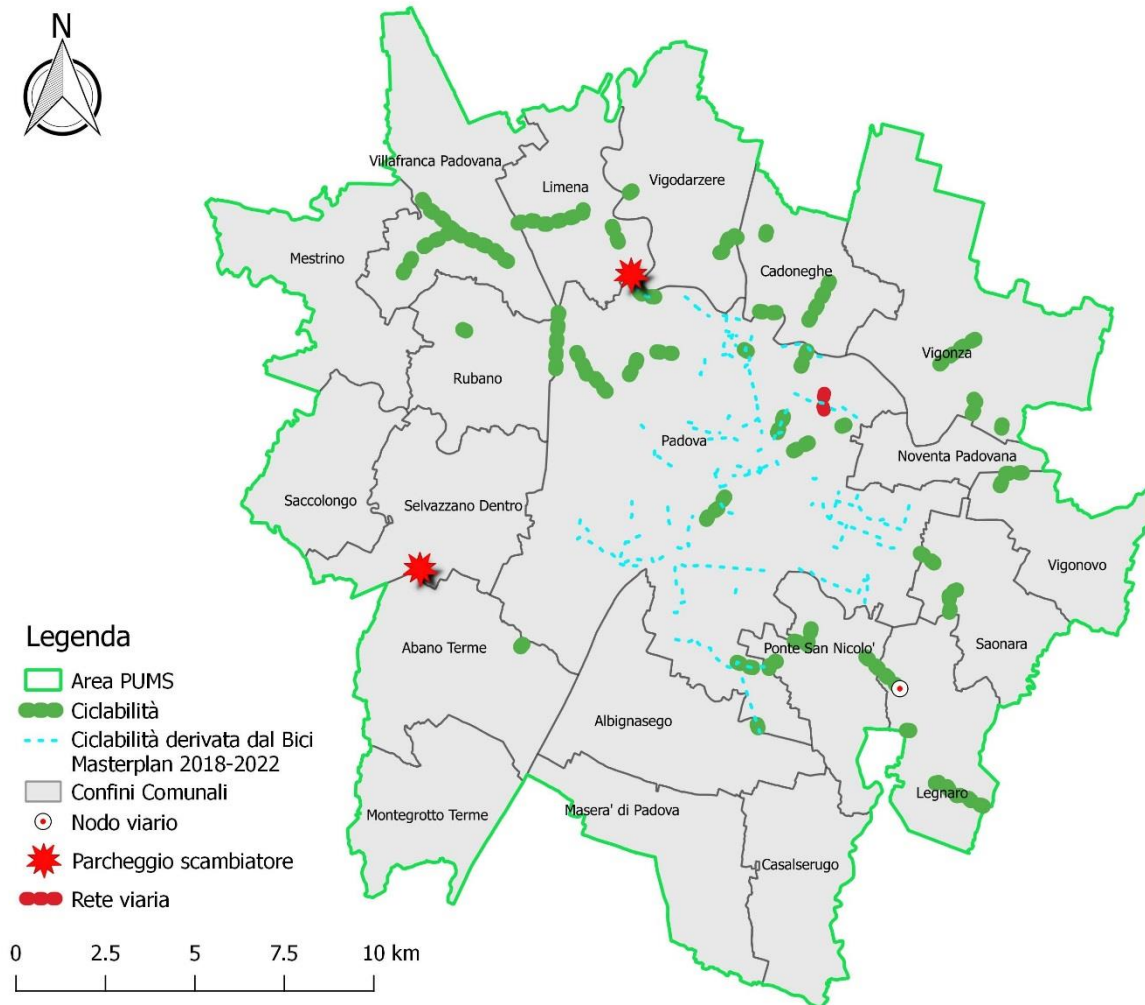 N
Villafranca Padovana
Limena
Vigodarzere
Mestrino
Cadoneghe
Rubano
Vigonza
Padova
Noventa Padovana
Saccolongo
Selvazzano Dentro
Vigonovo
Abano Terme
Ponte San Nicolo'
Saonara
Albignasego
Legnaro
Montegrotto Terme
Masera' di Padova
Casalserugo
Legenda
Area PUMS
Ciclabilità
Ciclabilità derivata dal Bici
Masterplan 2018-2022
Confini Comunali
Nodo viario
Parcheggio scambiatore
Rete viaria
0 2.5 5 7.5 10 km